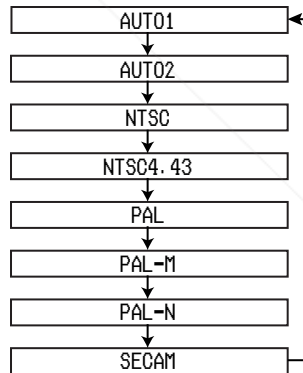 AUTO1
AUTO2
NTSC
NTSC4.43
PAL
PAL-M
PAL-N
SECAM